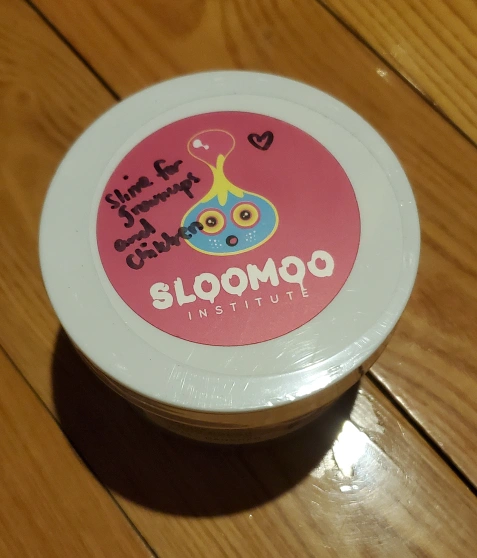 Slime for
grownups
and
children
SLOOMOO
INSTITUTE